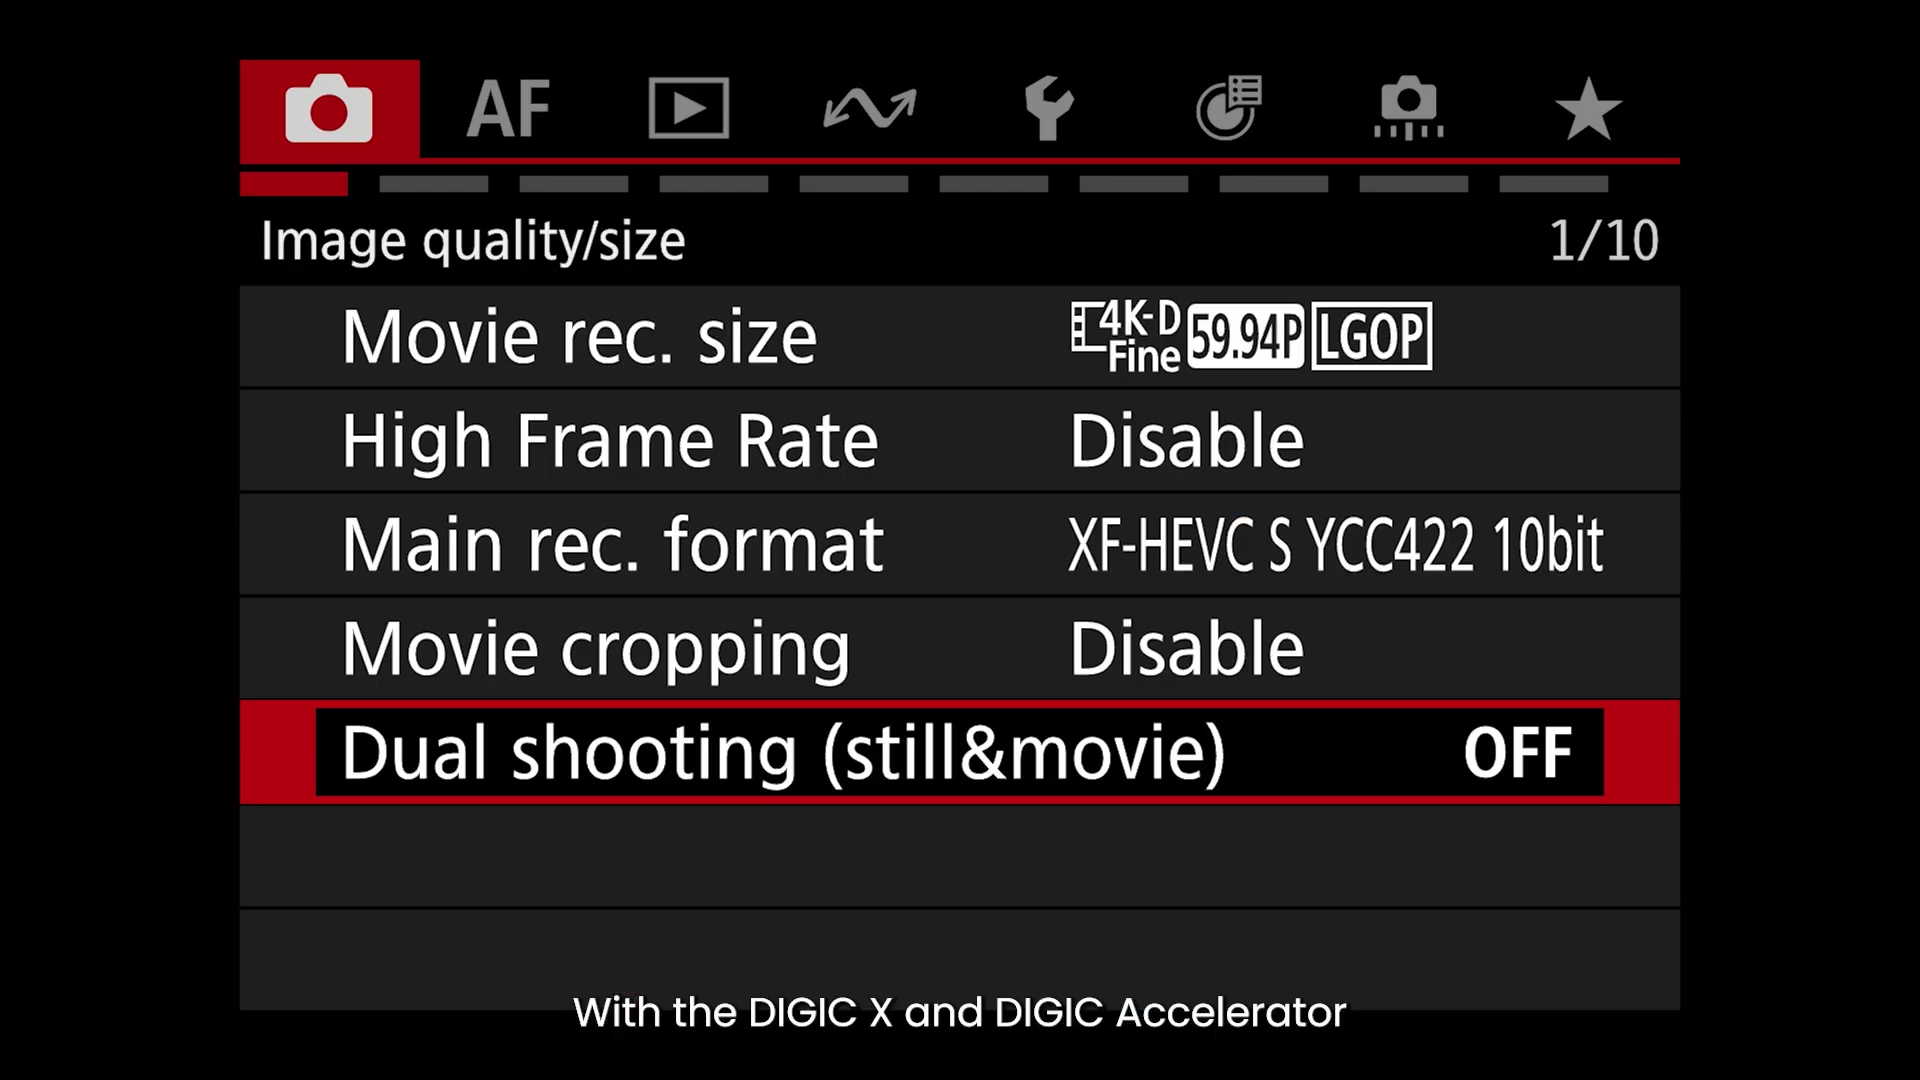 AF
Image quality/size 1/10
Movie rec. size 4K-D Fine 59.94P LGOP
High Frame Rate Disable
Main rec. format XF-HEVC S YCC422 10bit
Movie cropping Disable
Dual shooting (still&movie) OFF
With the DIGIC X and DIGIC Accelerator